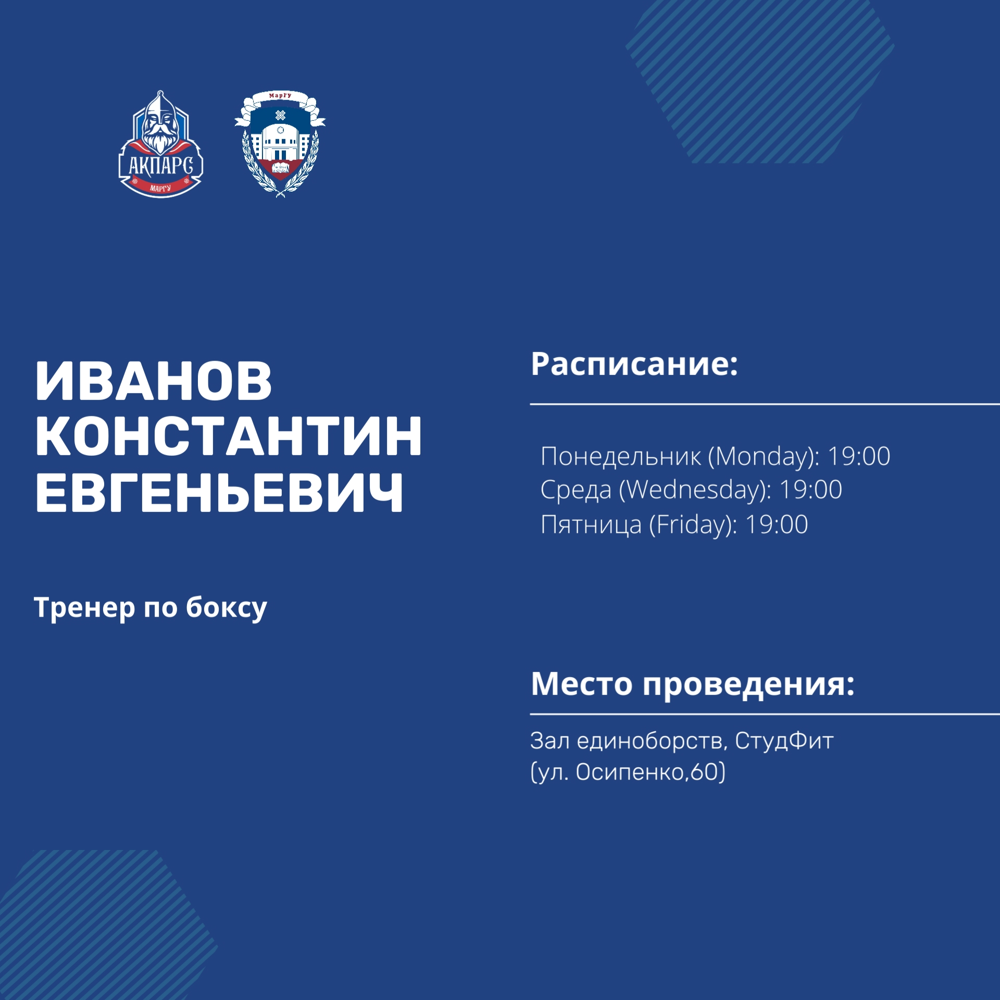 МарГУ
АКПАРС
МАРГУ
ИВАНОВ
КОНСТАНТИН
ЕВГЕНЬЕВИЧ
Тренер по боксу
Расписание:
Понедельник (Monday): 19:00
Среда (Wednesday): 19:00
Пятница (Friday): 19:00
Место проведения:
Зал единоборств, СтудФит
(ул. Осипенко,60)